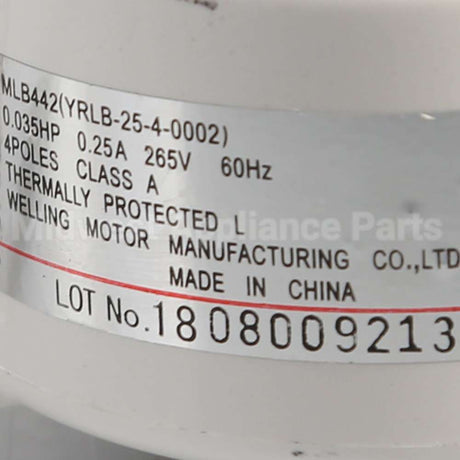 MLB442(YRLB-25-4-0002)
0.035HP 0.25A 265V 60Hz
4POLES CLASS A
THERMALLY PROTECTED L
WELLING MOTOR MANUFACTURING CO.,LTD
MADE IN CHINA
LOT No. 1808009213